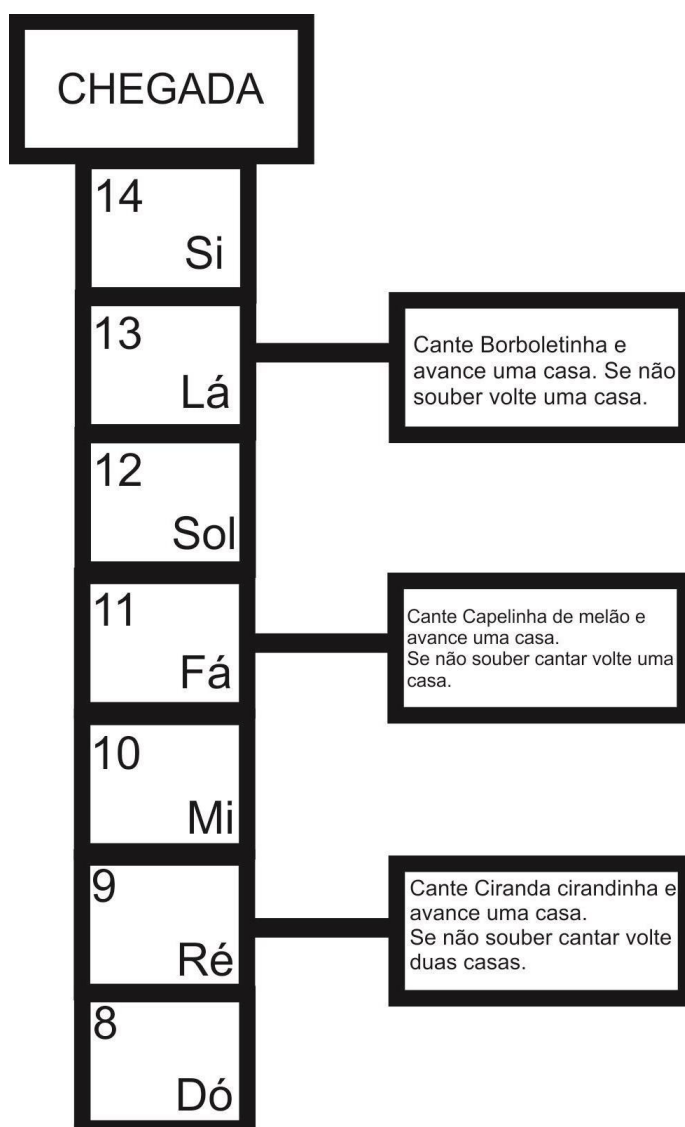 CHEGADA
14
Si
13
Lá
Cante Borboletinha e
avance uma casa. Se não
souber volte uma casa.
12
Sol
11
Fá
Cante Capelinha de melão e
avance uma casa.
Se não souber cantar volte uma
casa.
10
Mi
9
Ré
Cante Ciranda cirandinha e
avance uma casa.
Se não souber cantar volte
duas casas.
8
Dó